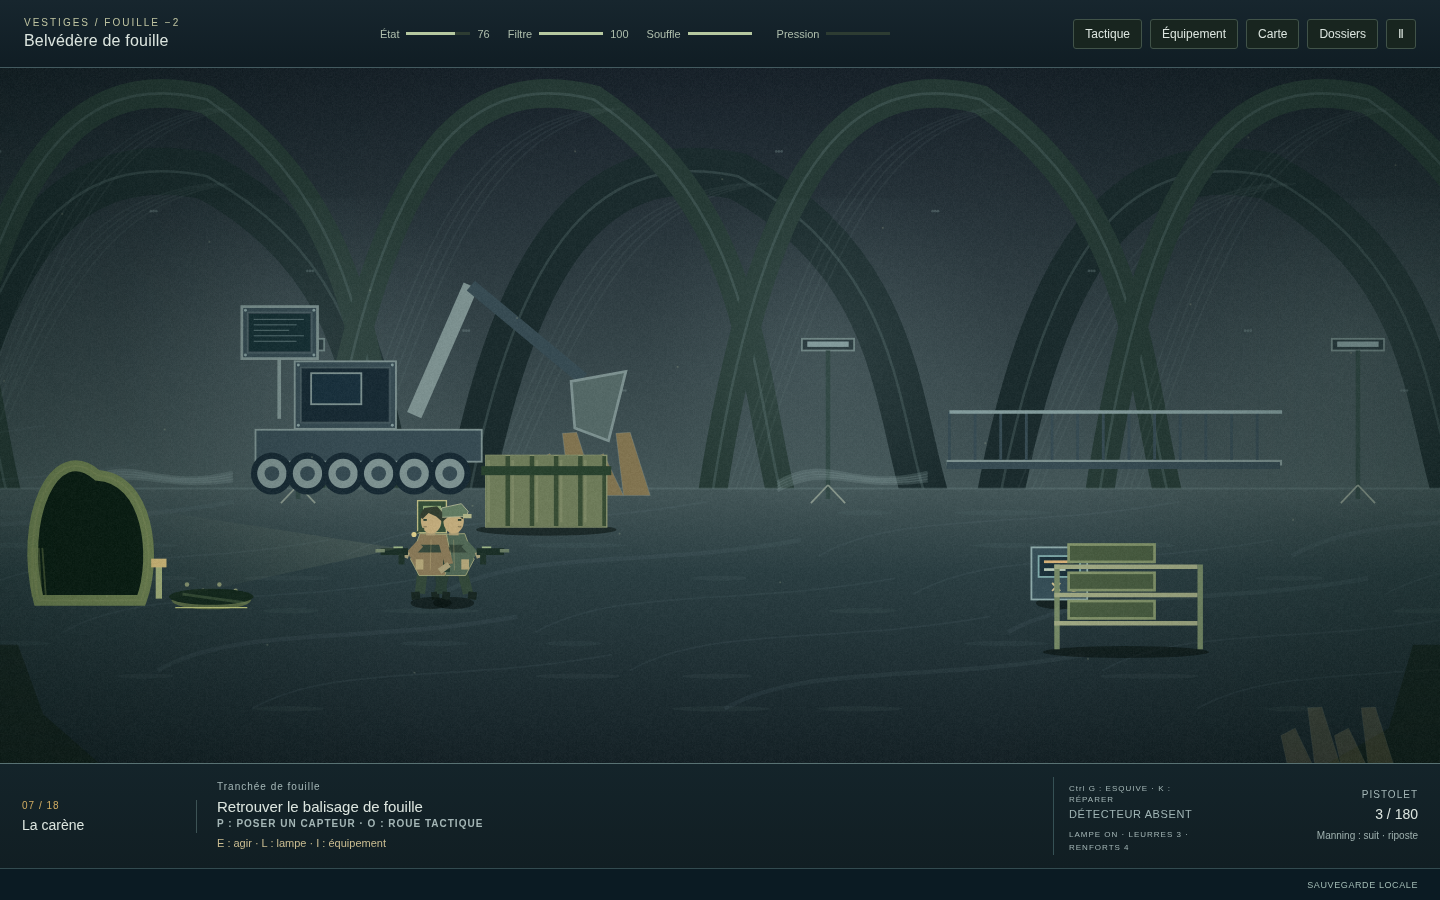 VESTIGES / FOUILLE −2
Belvédère de fouille
État 76 Filtre 100 Souffle Pression
Tactique Équipement Carte Dossiers Ⅱ
07 / 18
La carène
Tranchée de fouille
Retrouver le balisage de fouille
P : POSER UN CAPTEUR · O : ROUE TACTIQUE
E : agir · L : lampe · I : équipement
Ctrl G : ESQUIVE · K :
RÉPARER
DÉTECTEUR ABSENT
LAMPE ON · LEURRES 3 ·
RENFORTS 4
PISTOLET
3 / 180
Manning : suit · riposte
SAUVEGARDE LOCALE